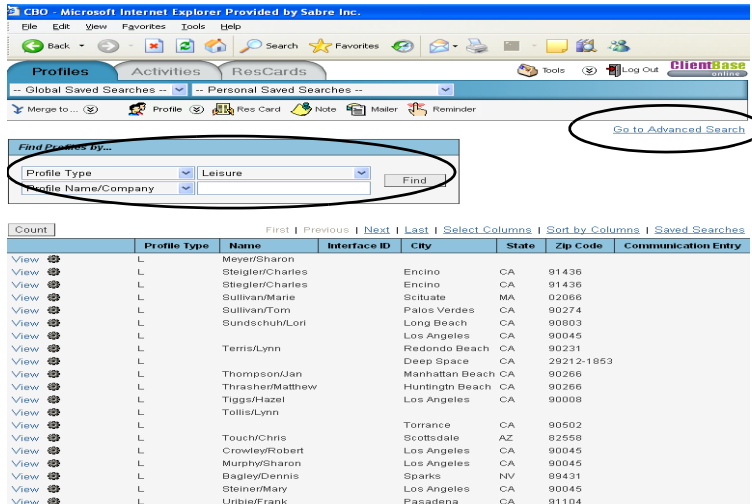 CBO - Microsoft Internet Explorer Provided by Sabre Inc.
File Edit View Favorites Tools Help
Back Search Favorites
Profiles Activities ResCards Tools Log Out ClientBase online
-- Global Saved Searches -- -- Personal Saved Searches --
Merge to ... Profile Res Card Note Mailer Reminder
Go to Advanced Search
Find Profiles by...
Profile Type Leisure
Profile Name/Company Find
Count First | Previous | Next | Last | Select Columns | Sort by Columns | Saved Searches
Profile Type Name Interface ID City State Zip Code Communication Entry
View L Meyer/Sharon
View L Steigler/Charles Encino CA 91436
View L Stiegler/Charles Encino CA 91436
View L Sullivan/Marie Scituate MA 02066
View L Sullivan/Tom Palos Verdes CA 90274
View L Sundschuh/Lori Long Beach CA 90803
View L Los Angeles CA 90045
View L Terris/Lynn Redondo Beach CA 90231
View L Deep Space CA 29212-1853
View L Thompson/Jan Manhattan Beach CA 90266
View L Thrasher/Matthew Huntingtn Beach CA 90266
View L Tiggs/Hazel Los Angeles CA 90008
View L Tollis/Lynn
View L Torrance CA 90502
View L Touch/Chris Scottsdale AZ 82558
View L Crowley/Robert Los Angeles CA 90045
View L Murphy/Sharon Los Angeles CA 90045
View L Bagley/Dennis Sparks NV 89431
View L Steiner/Mary Los Angeles CA 90045
View L Uribie/Frank Pasadena CA 91104